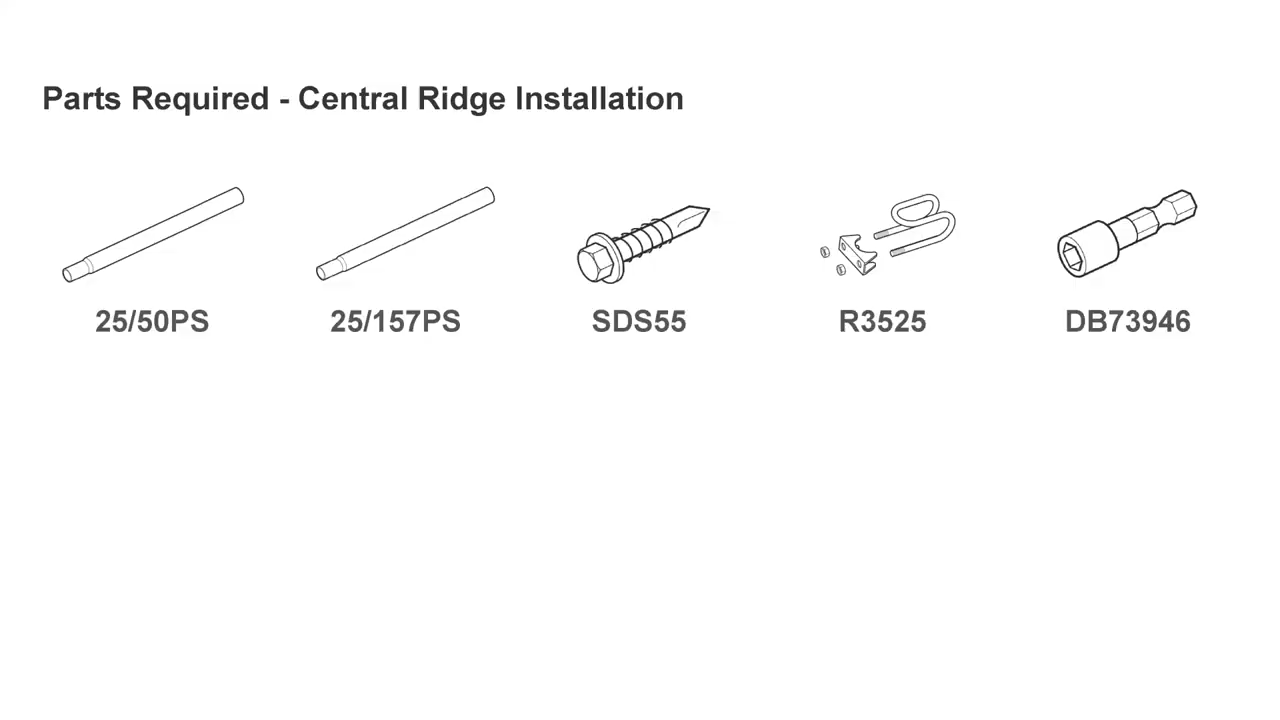 Parts Required - Central Ridge Installation
25/50PS
25/157PS
SDS55
R3525
DB73946